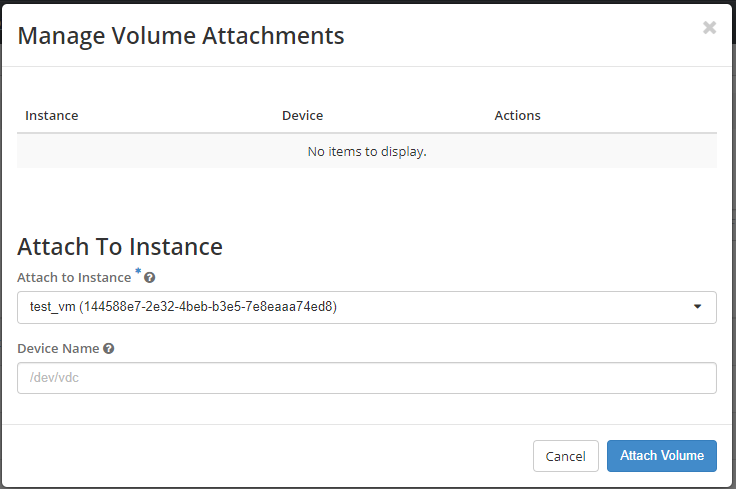 Manage Volume Attachments
×
Instance Device Actions
No items to display.
Attach To Instance
Attach to Instance *
test_vm (144588e7-2e32-4beb-b3e5-7e8eaaa74ed8)
Device Name
/dev/vdc
Cancel Attach Volume